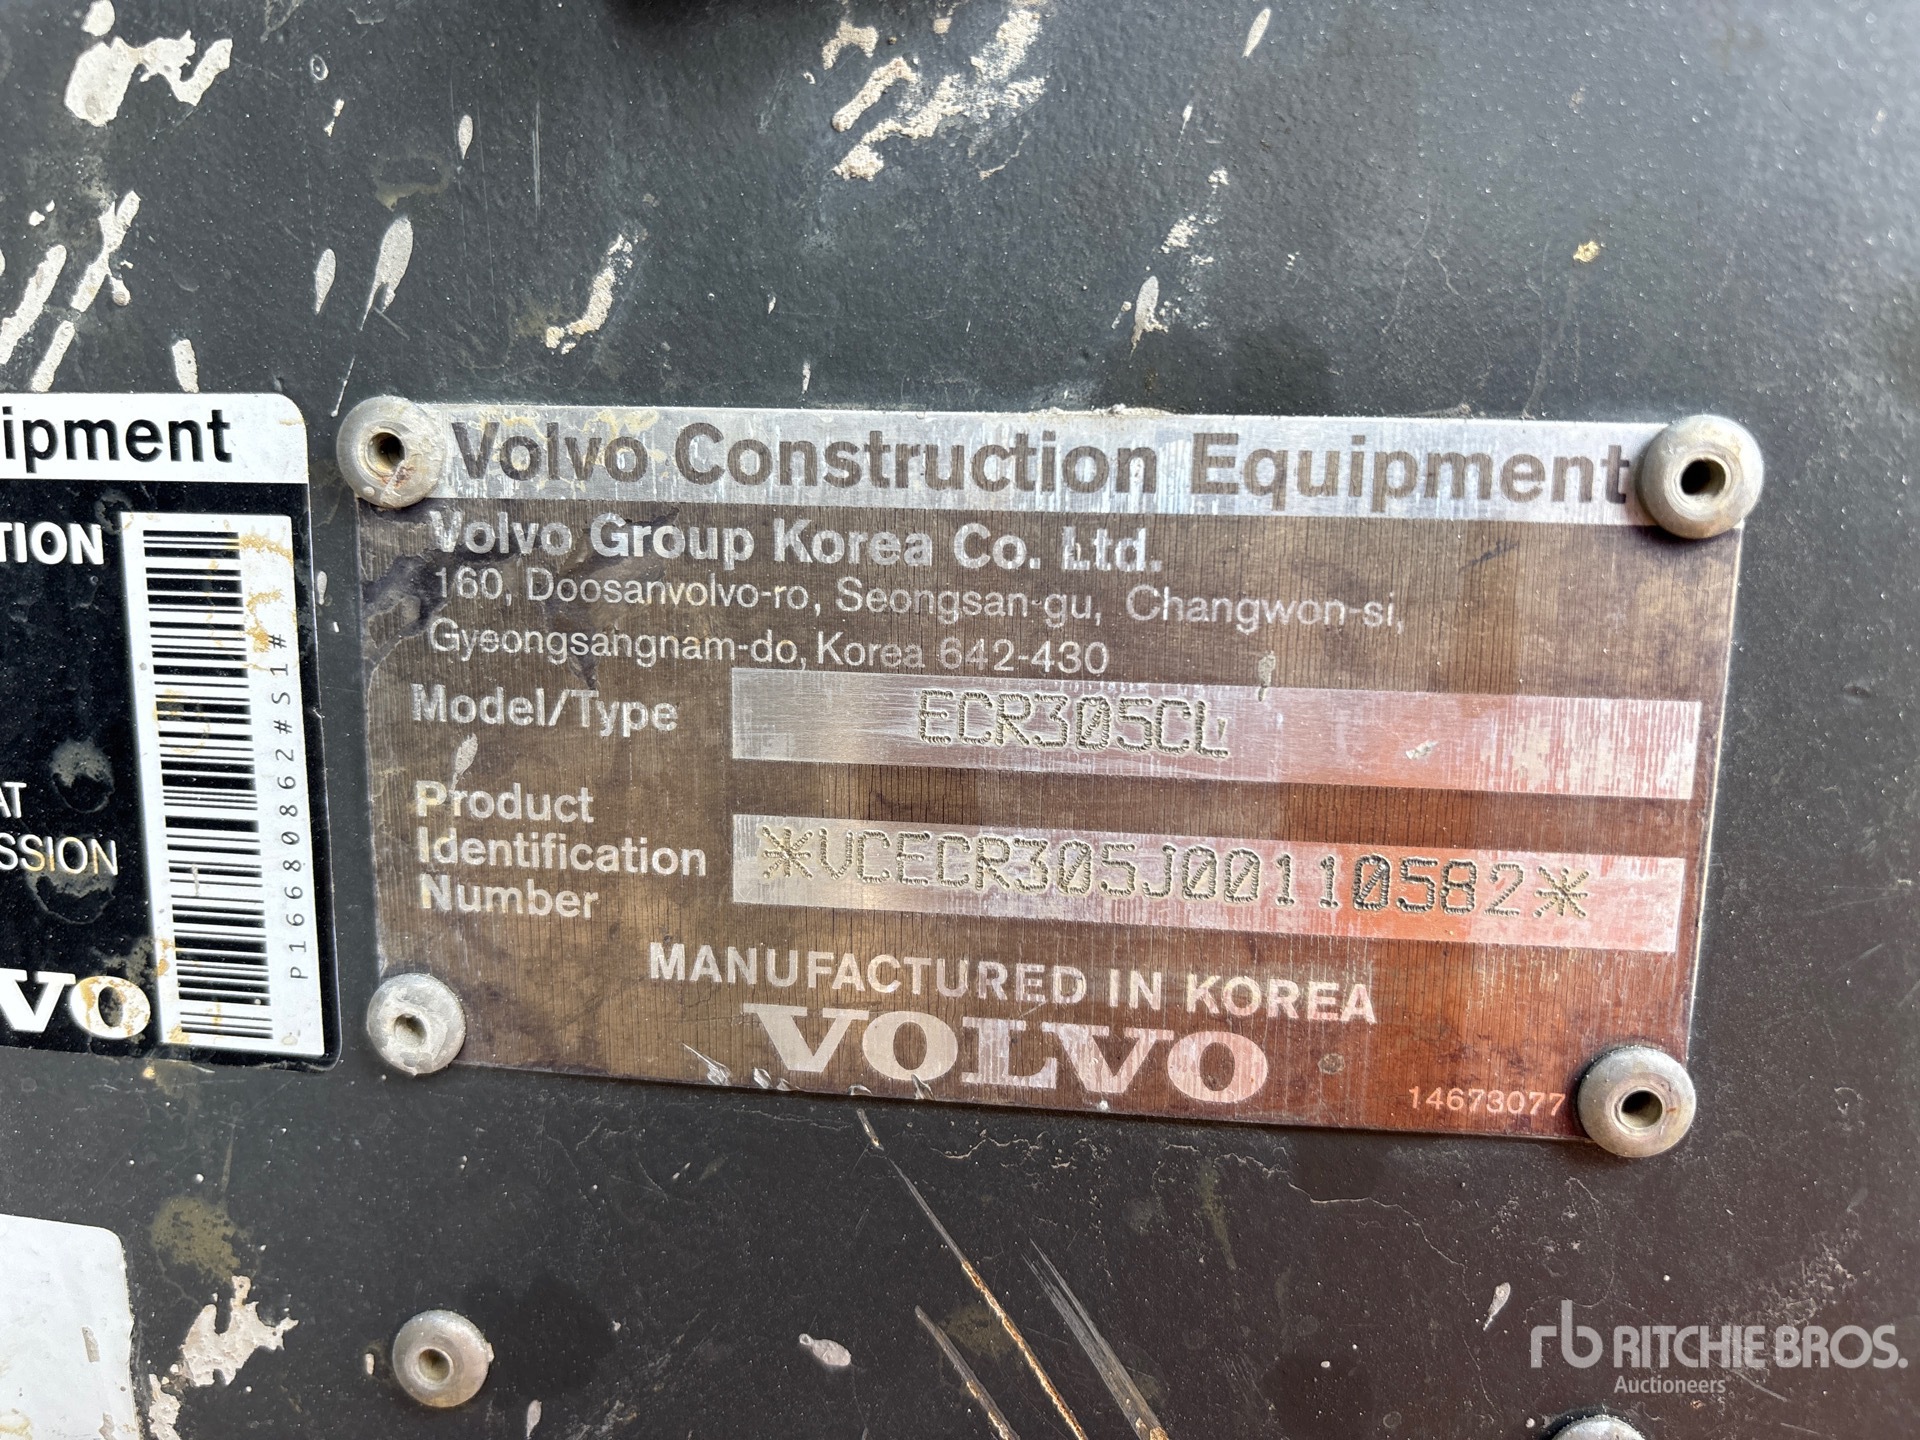 ipment
TION
AT
SSION
VO
P16680862#S1#
Volvo Construction Equipment
Volvo Group Korea Co. Ltd.
160, Doosanvolvo-ro, Seongsan-gu, Changwon-si,
Gyeongsangnam-do, Korea 642-430
Model/Type ECR305CL
Product
Identification
Number
*VCECR305J00110582*
MANUFACTURED IN KOREA
VOLVO
14673077
rb RITCHIE BROS.
Auctioneers